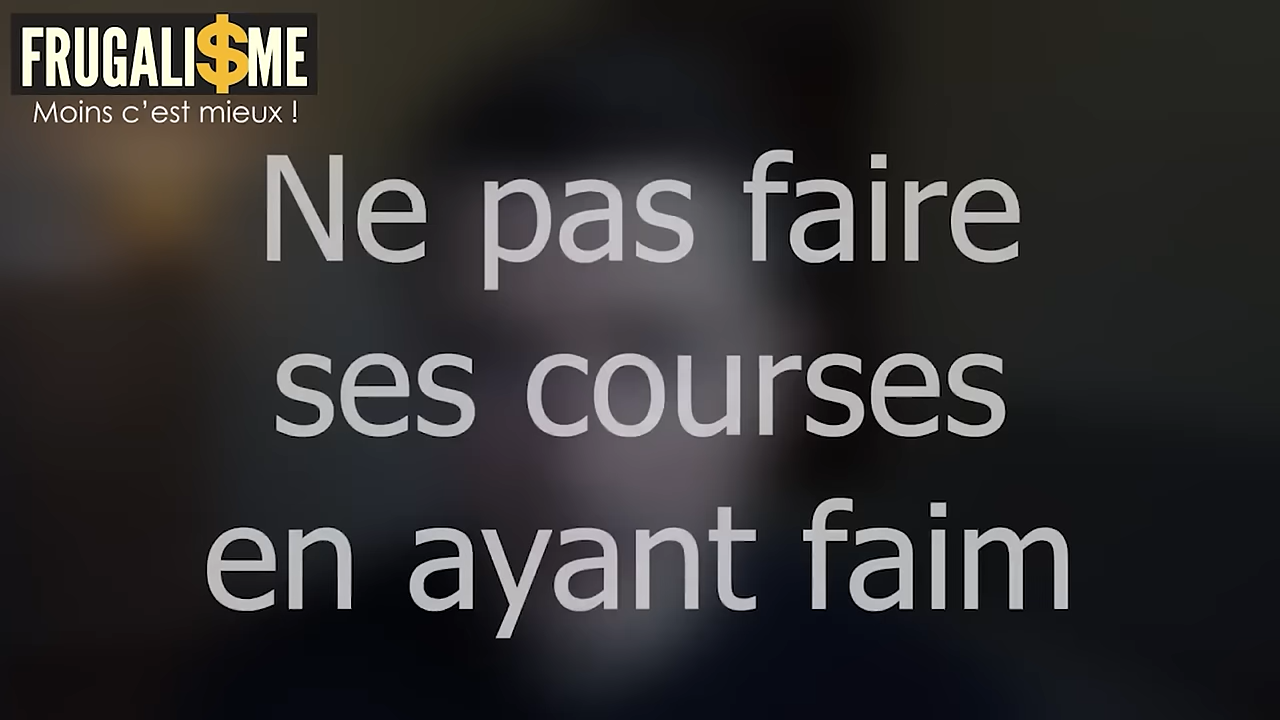 FRUGALI$ME
Moins c’est mieux !
Ne pas faire
ses courses
en ayant faim